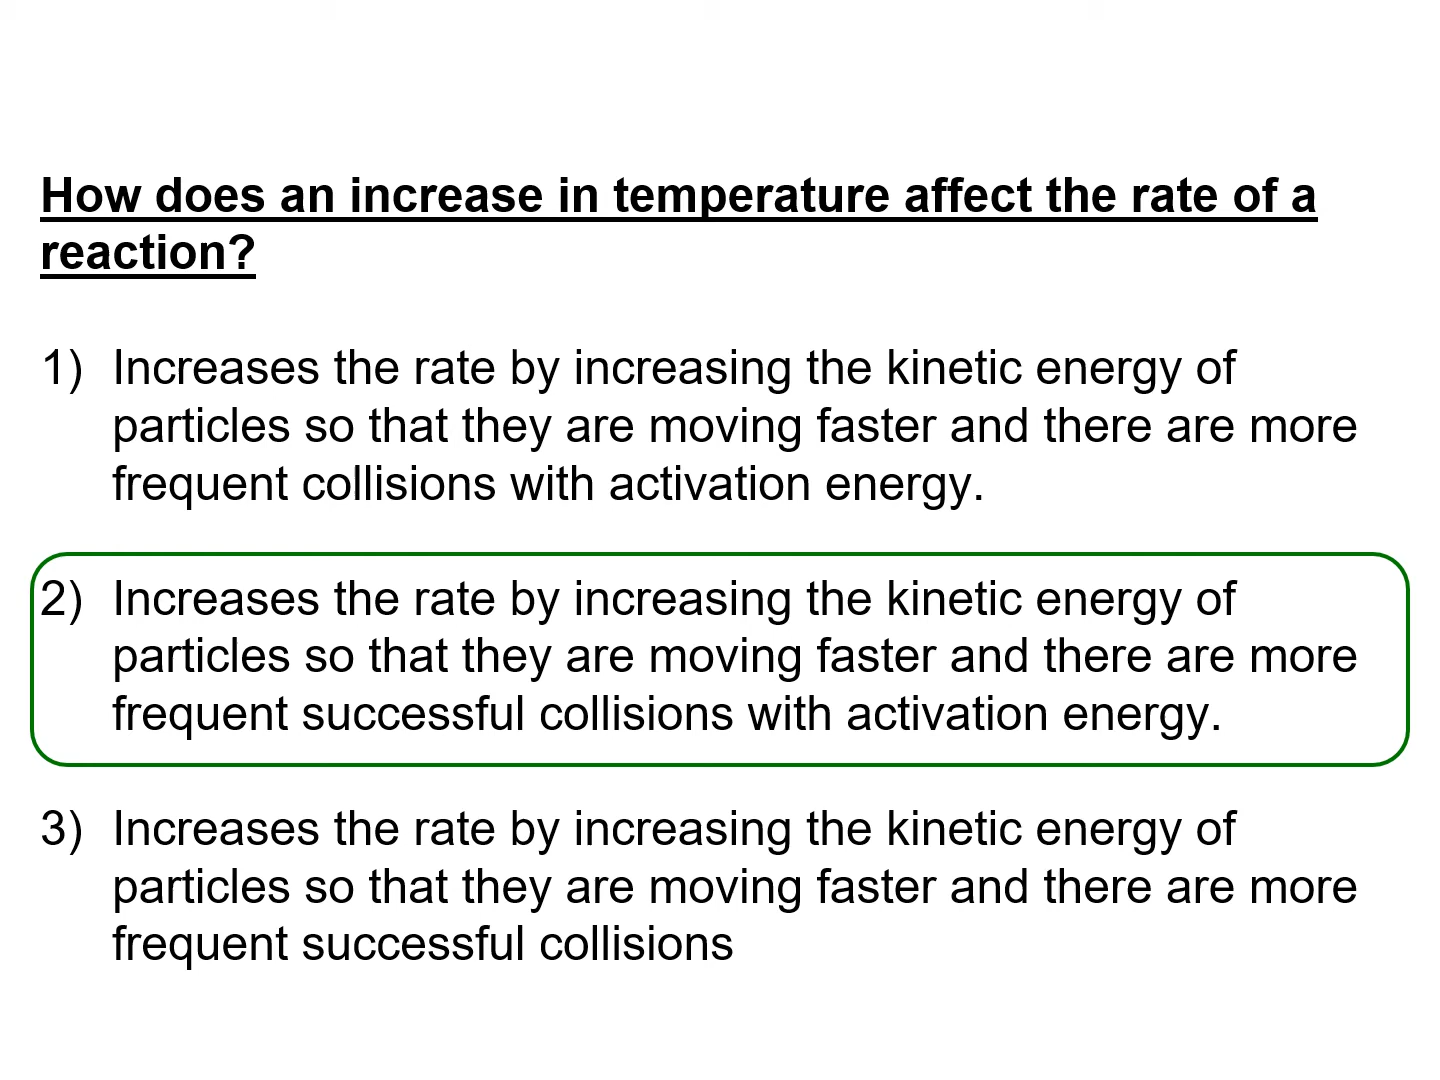 How does an increase in temperature affect the rate of a
reaction?
1) Increases the rate by increasing the kinetic energy of
particles so that they are moving faster and there are more
frequent collisions with activation energy.
2) Increases the rate by increasing the kinetic energy of
particles so that they are moving faster and there are more
frequent successful collisions with activation energy.
3) Increases the rate by increasing the kinetic energy of
particles so that they are moving faster and there are more
frequent successful collisions